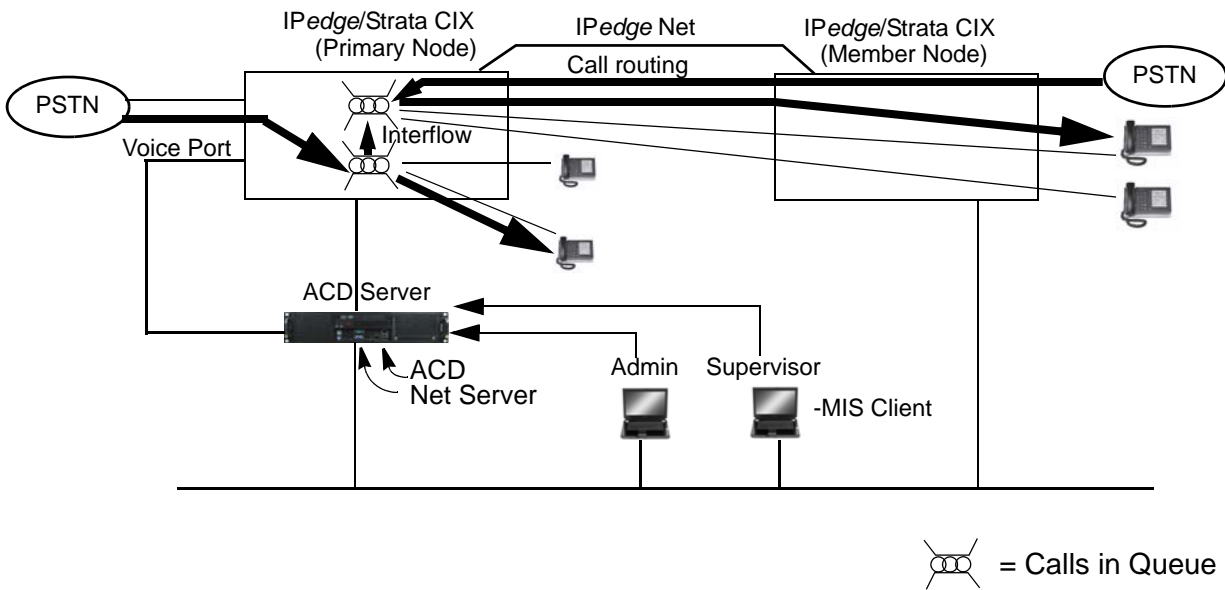 IPedge/Strata CIX
(Primary Node)
IPedge Net
IPedge/Strata CIX
(Member Node)
Call routing
PSTN
PSTN
Interflow
Voice Port
ACD Server
ACD
Net Server
Admin
Supervisor
-MIS Client
= Calls in Queue